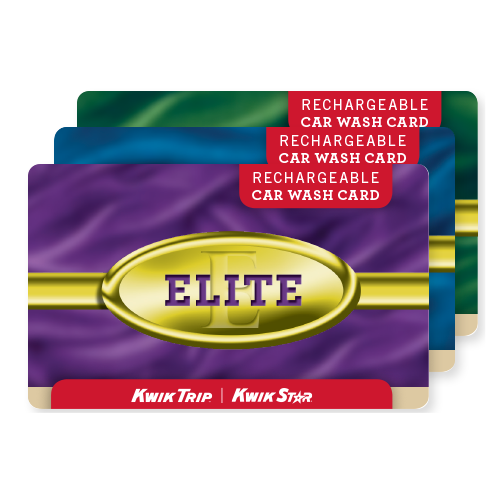 RECHARGEABLE
CAR WASH CARD
RECHARGEABLE
CAR WASH CARD
RECHARGEABLE
CAR WASH CARD
E
ELITE
KWIK TRIP | KWIK STAR